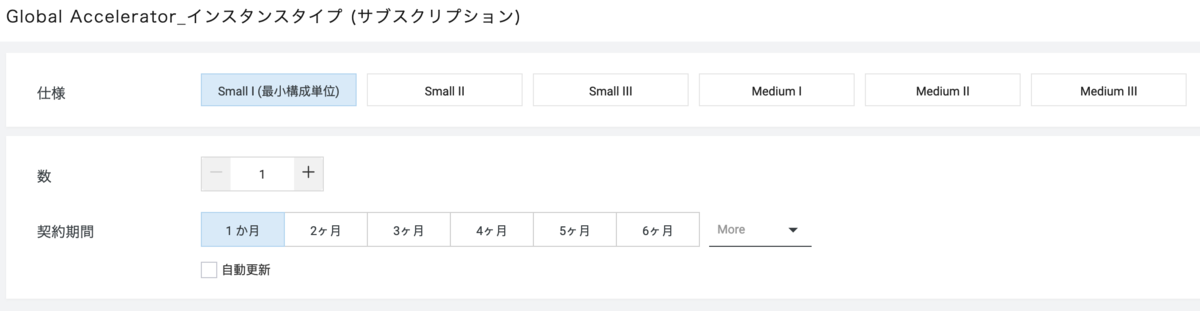 Global Accelerator_インスタンスタイプ (サブスクリプション)
仕様 Small I (最小構成単位) Small II Small III Medium I Medium II Medium III
数 1
契約期間 1 か月 2ヶ月 3ヶ月 4ヶ月 5ヶ月 6ヶ月 More
自動更新